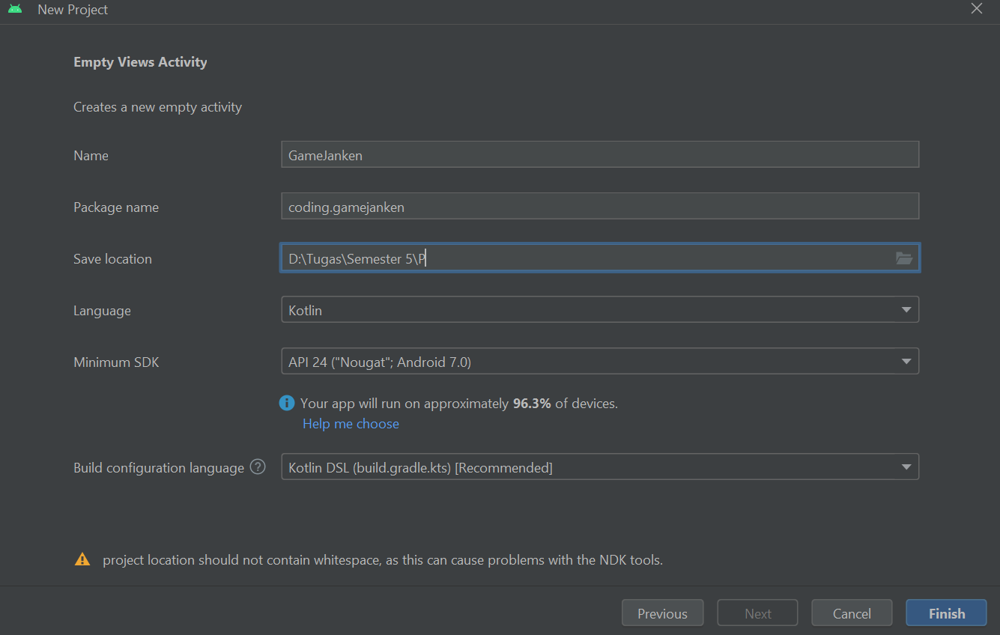 New Project
Empty Views Activity
Creates a new empty activity
Name
GameJanken
Package name
coding.gamejanken
Save location
D:\Tugas\Semester 5\P
Language
Kotlin
Minimum SDK
API 24 ("Nougat"; Android 7.0)
Your app will run on approximately 96.3% of devices.
Help me choose
Build configuration language ?
Kotlin DSL (build.gradle.kts) [Recommended]
project location should not contain whitespace, as this can cause problems with the NDK tools.
Previous
Next
Cancel
Finish